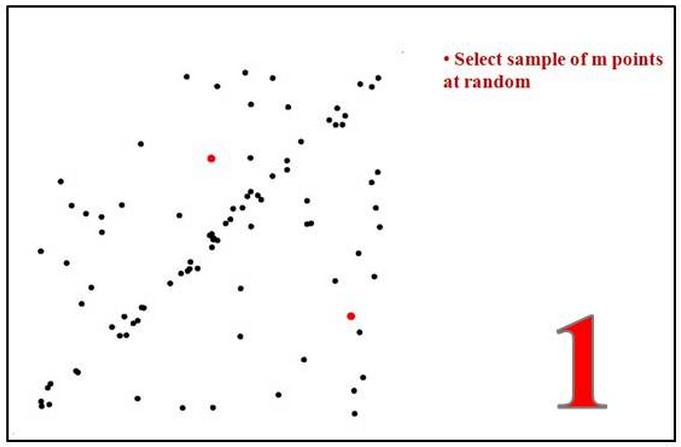 • Select sample of m points
at random
1